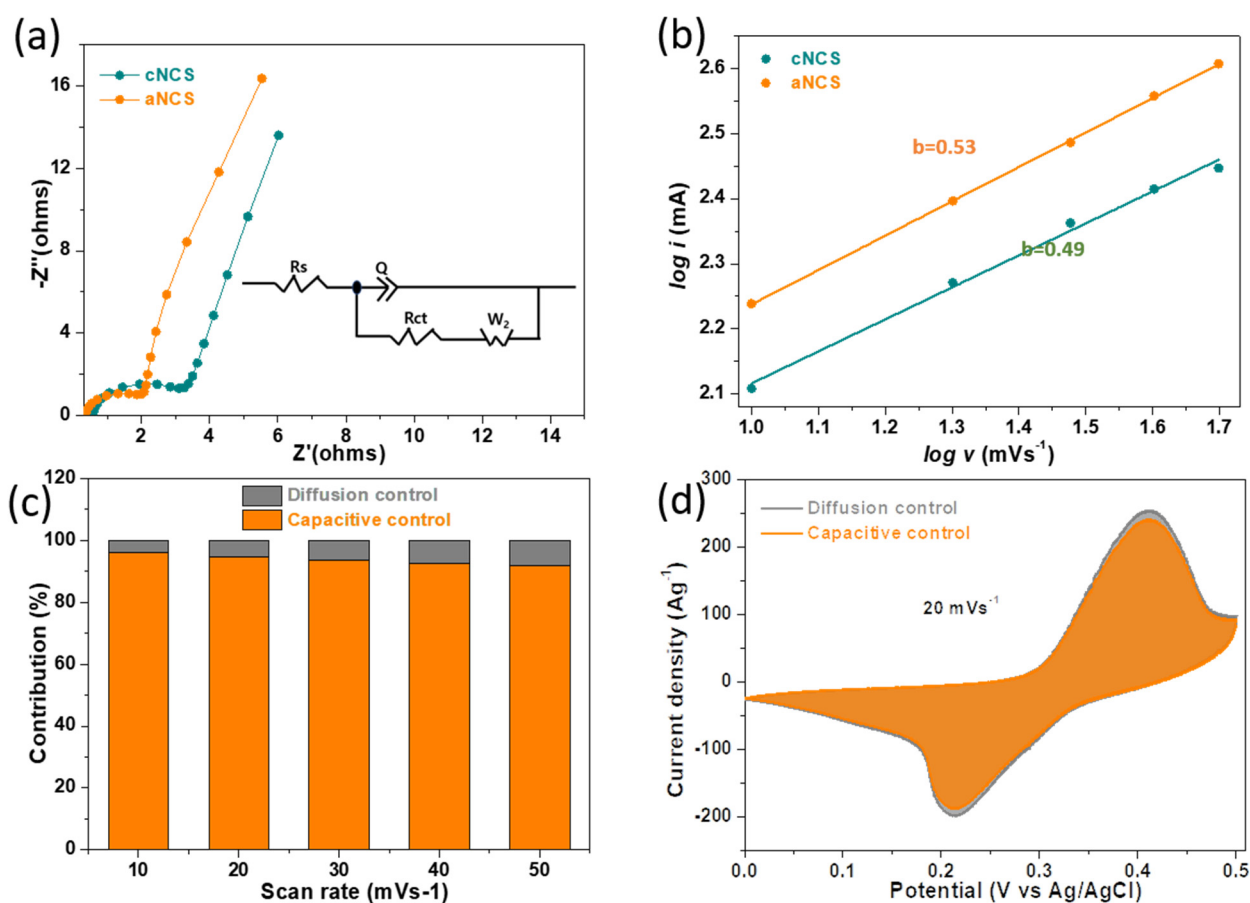 (a)
cNCS
aNCS
16
12
8
4
0
-Z"(ohms)
Rs
Q
Rct
W₂
2 4 6 8 10 12 14
Z'(ohms)
(b)
cNCS
aNCS
2.6
2.5
2.4
2.3
2.2
2.1
log i (mA)
b=0.53
b=0.49
1.0 1.1 1.2 1.3 1.4 1.5 1.6 1.7
log v (mVs⁻¹)
(c)
120
100
80
60
40
20
0
Contribution (%)
Diffusion control
Capacitive control
10 20 30 40 50
Scan rate (mVs-1)
(d)
300
200
100
0
-100
-200
Current density (Ag⁻¹)
Diffusion control
Capacitive control
20 mVs⁻¹
0.0 0.1 0.2 0.3 0.4 0.5
Potential (V vs Ag/AgCl)